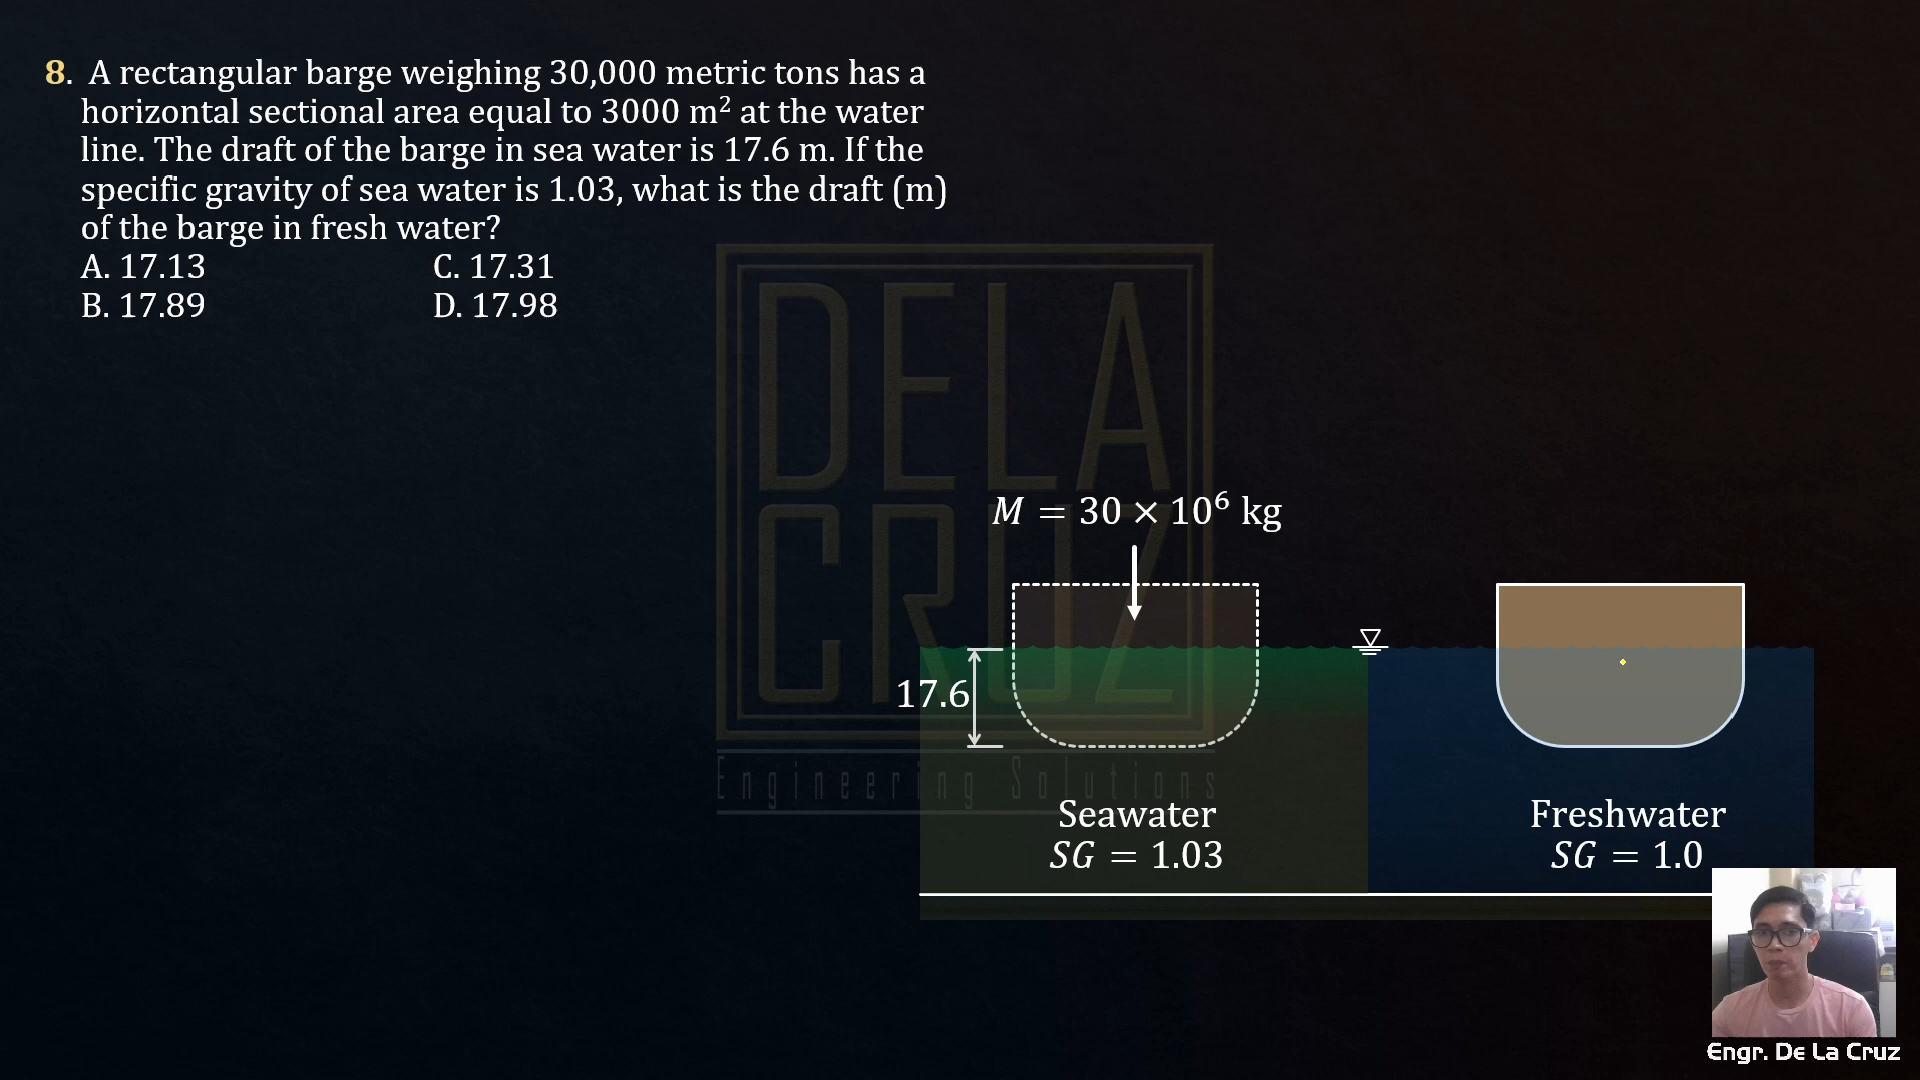 8. A rectangular barge weighing 30,000 metric tons has a
horizontal sectional area equal to 3000 m² at the water
line. The draft of the barge in sea water is 17.6 m. If the
specific gravity of sea water is 1.03, what is the draft (m)
of the barge in fresh water?
A. 17.13 C. 17.31
B. 17.89 D. 17.98
DELA
CRUZ
Engineering Solutions
M = 30 × 10⁶ kg
17.6
Seawater
SG = 1.03
Freshwater
SG = 1.0
Engr. De La Cruz